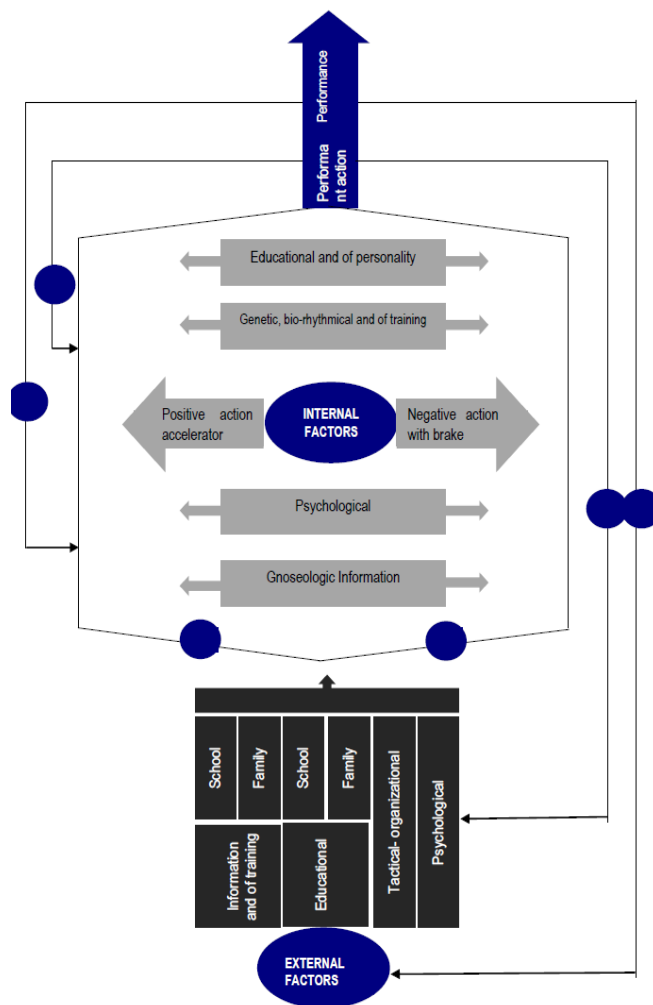 Performance
Performa
nt action
Educational and of personality
Genetic, bio-rhythmical and of training
Positive action
accelerator
INTERNAL
FACTORS
Negative action
with brake
Psychological
Gnoseologic Information
School
Family
School
Family
Tactical- organizational
Psychological
Information
and of training
Educational
EXTERNAL
FACTORS